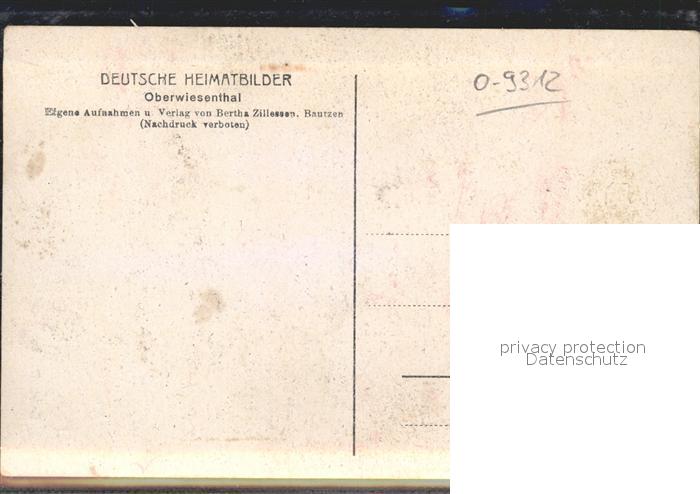 DEUTSCHE HEIMATBILDER
Oberwiesenthal
Eigene Aufnahmen u. Verlag von Bertha Zillessen, Bautzen
(Nachdruck verboten)
O-9312
privacy protection
Datenschutz